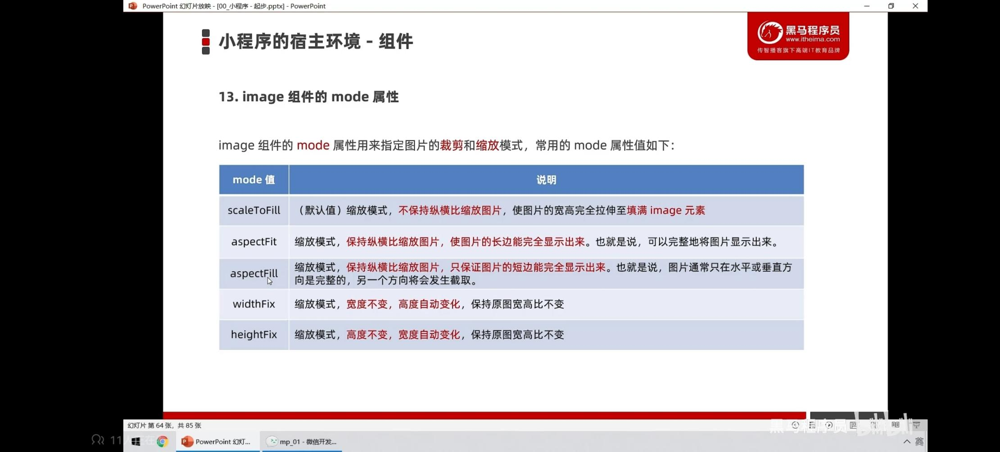 PowerPoint 幻灯片放映 - [00_小程序 - 起步.pptx] - PowerPoint
小程序的宿主环境 - 组件
黑马程序员
www.itheima.com
传智播客旗下高端IT教育品牌
13. image 组件的 mode 属性
image 组件的 mode 属性用来指定图片的裁剪和缩放模式，常用的 mode 属性值如下：
mode 值 说明
scaleToFill （默认值）缩放模式，不保持纵横比缩放图片，使图片的宽高完全拉伸至填满 image 元素
aspectFit 缩放模式，保持纵横比缩放图片，使图片的长边能完全显示出来。也就是说，可以完整地将图片显示出来。
aspectFill 缩放模式，保持纵横比缩放图片，只保证图片的短边能完全显示出来。也就是说，图片通常只在水平或垂直方
向是完整的，另一个方向将会发生截取。
widthFix 缩放模式，宽度不变，高度自动变化，保持原图宽高比不变
heightFix 缩放模式，高度不变，宽度自动变化，保持原图宽高比不变
幻灯片 第 64 张，共 85 张
黑马程序员
11人正在
PowerPoint 幻灯...
mp_01 - 微信开发...
英